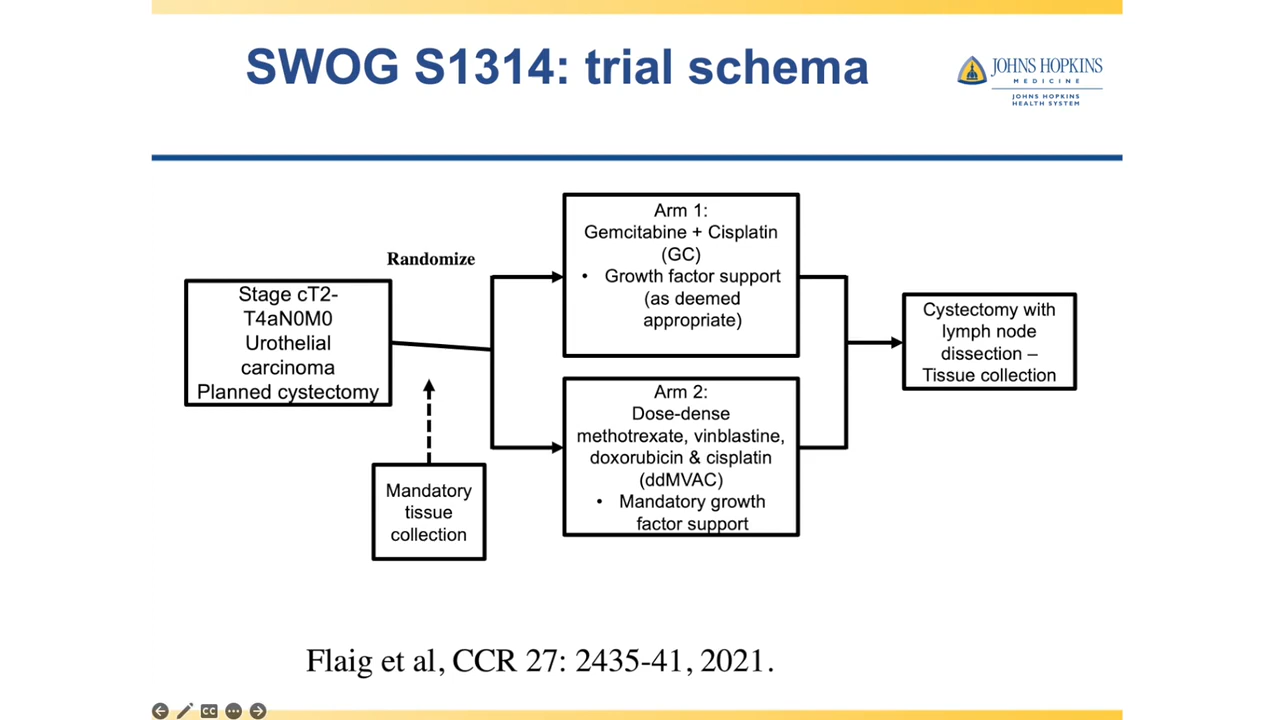 SWOG S1314: trial schema
JOHNS HOPKINS
MEDICINE
JOHNS HOPKINS
HEALTH SYSTEM
Randomize
Stage cT2-
T4aN0M0
Urothelial
carcinoma
Planned cystectomy
Mandatory
tissue
collection
Arm 1:
Gemcitabine + Cisplatin
(GC)
• Growth factor support
(as deemed
appropriate)
Arm 2:
Dose-dense
methotrexate, vinblastine,
doxorubicin & cisplatin
(ddMVAC)
• Mandatory growth
factor support
Cystectomy with
lymph node
dissection –
Tissue collection
Flaig et al, CCR 27: 2435-41, 2021.
CC